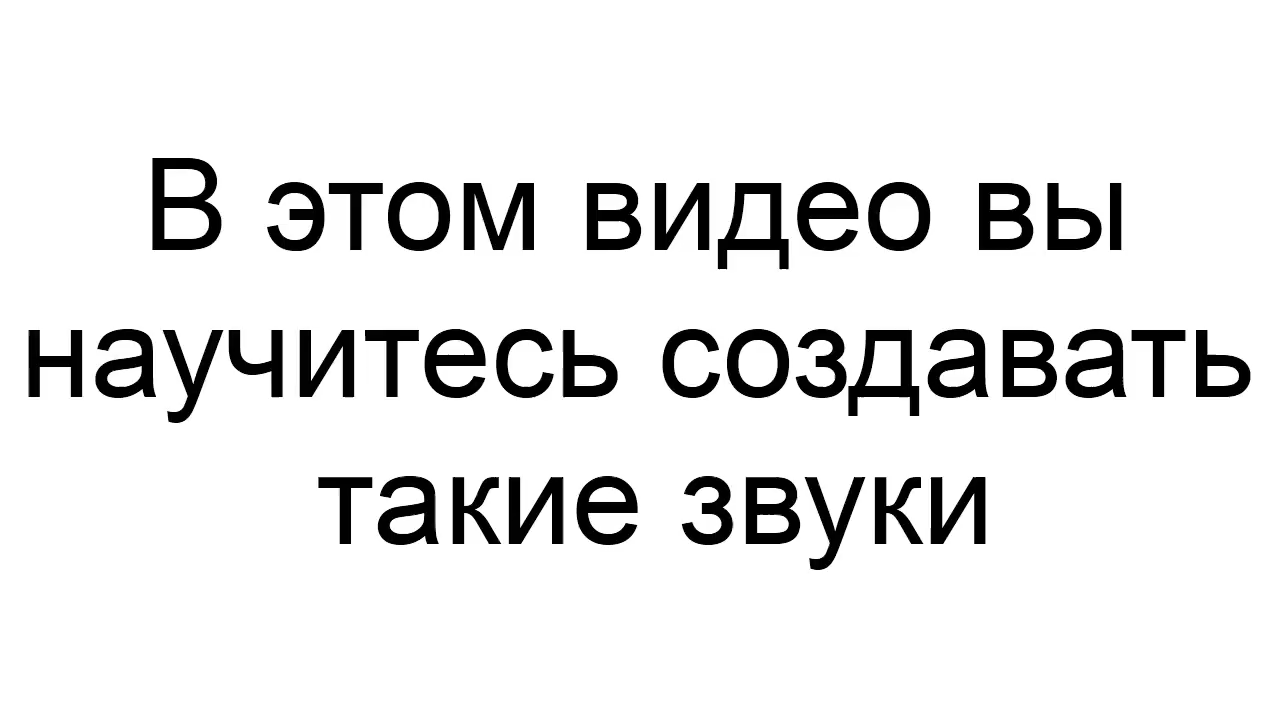 В этом видео вы
научитесь создавать
такие звуки